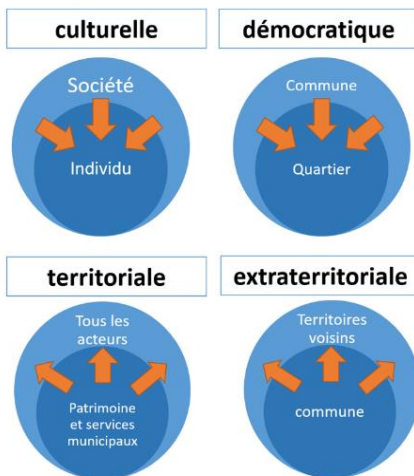 culturelle
démocratique
Société
Individu
Commune
Quartier
territoriale
extraterritoriale
Tous les
acteurs
Patrimoine
et services
municipaux
Territoires
voisins
commune